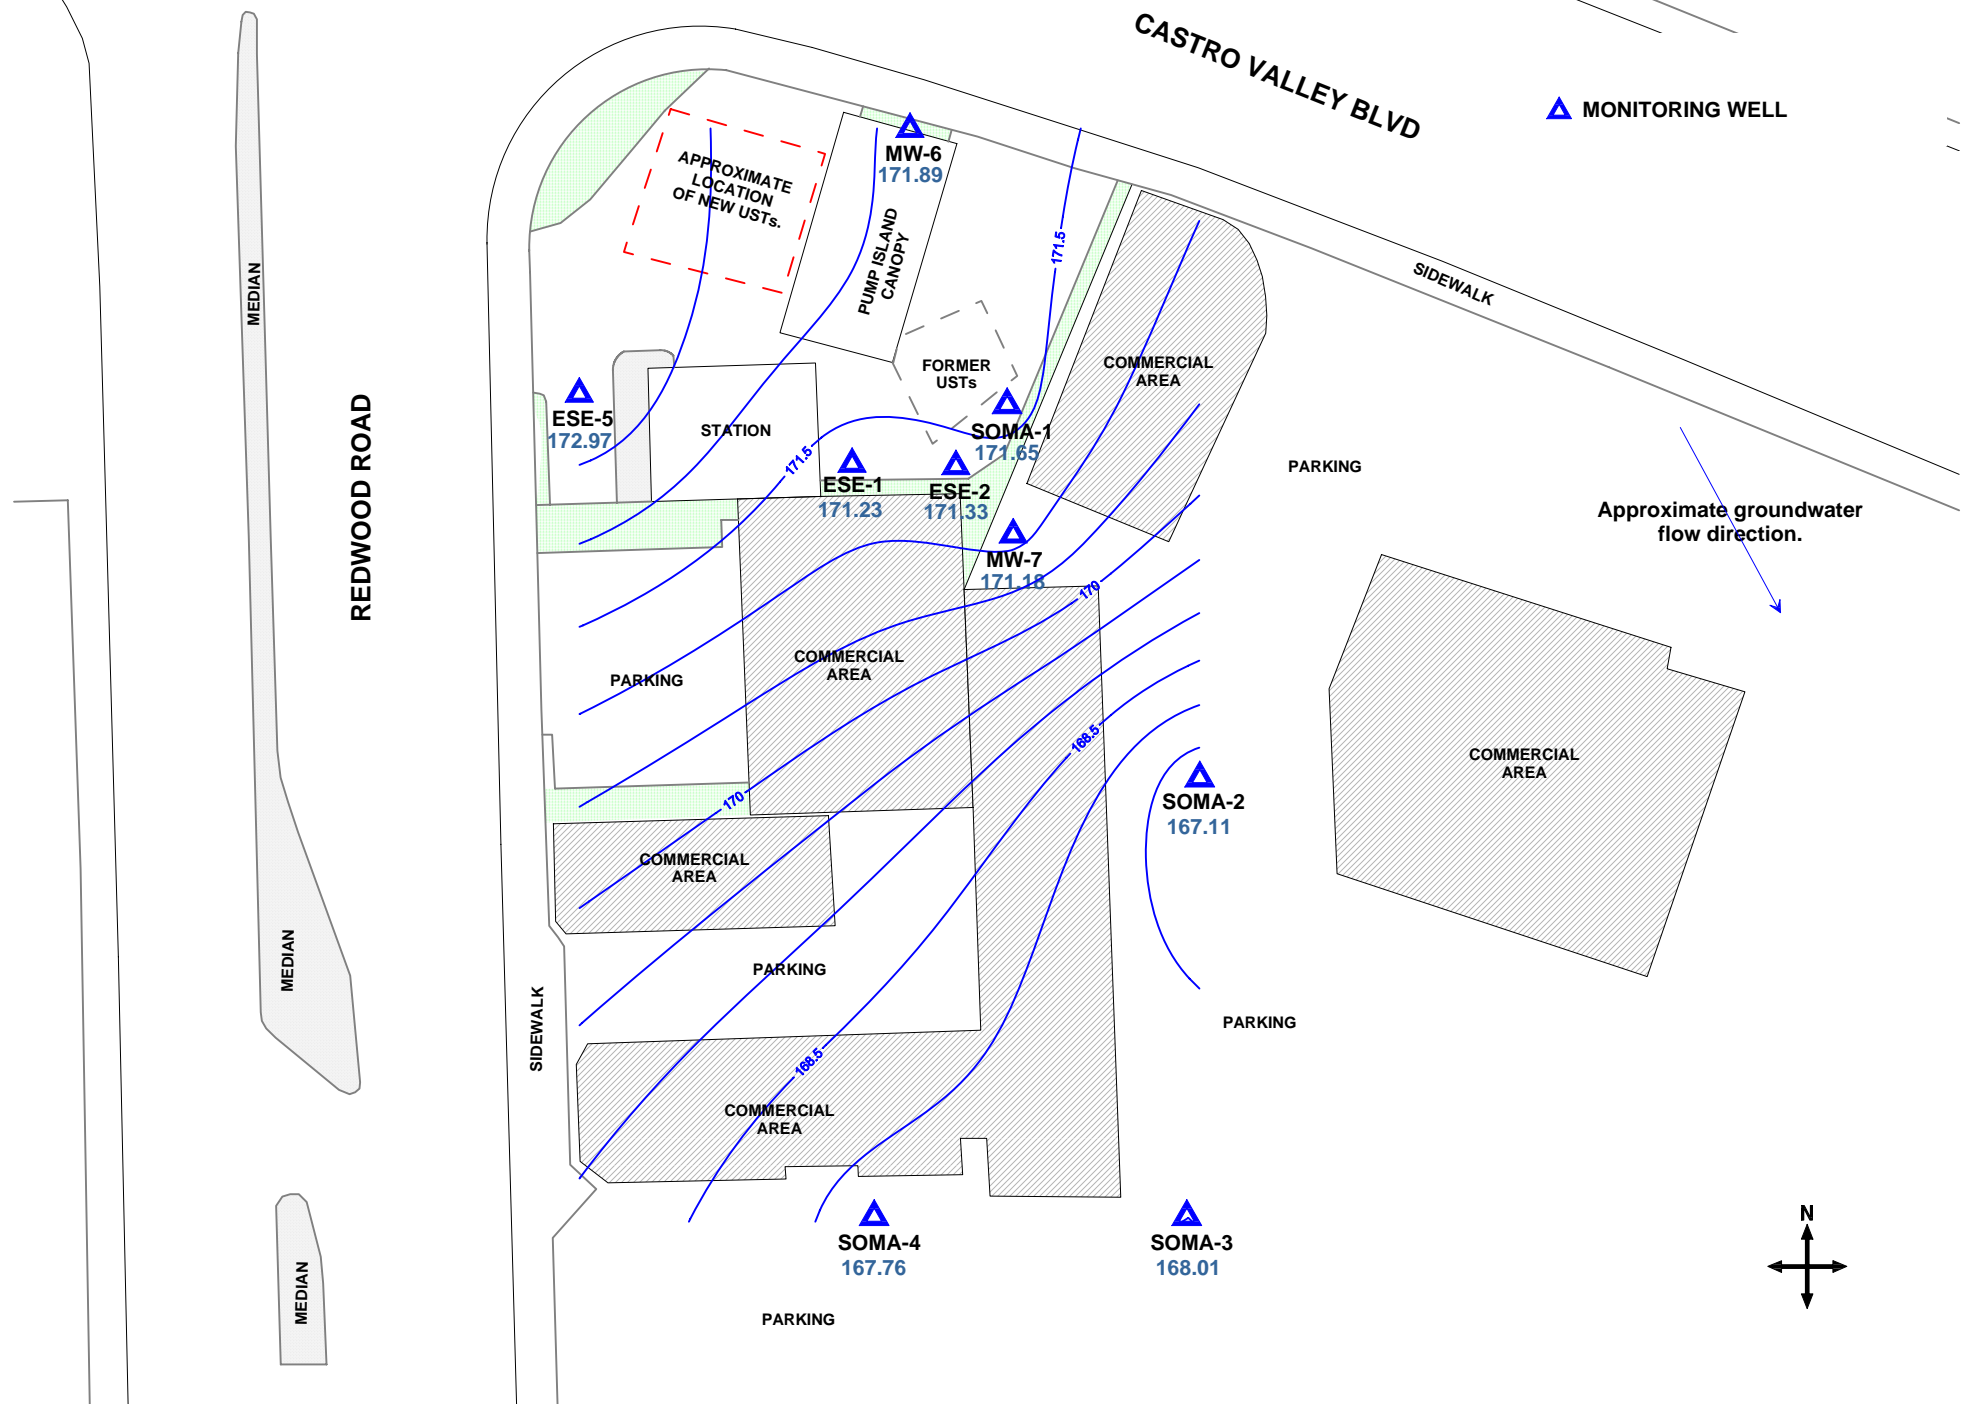 CASTRO VALLEY BLVD
MONITORING WELL
MW-6
171.89
APPROXIMATE
LOCATION
OF NEW USTs.
PUMP ISLAND
CANOPY
171.5
SIDEWALK
MEDIAN
REDWOOD ROAD
FORMER
USTs
COMMERCIAL
AREA
ESE-5
172.97
STATION
SOMA-1
171.65
171.5
PARKING
ESE-1
171.23
ESE-2
171.33
Approximate groundwater
flow direction.
MW-7
171.18
170
COMMERCIAL
AREA
PARKING
168.5
COMMERCIAL
AREA
170
SOMA-2
167.11
COMMERCIAL
AREA
MEDIAN
PARKING
SIDEWALK
PARKING
168.5
COMMERCIAL
AREA
SOMA-4
167.76
SOMA-3
168.01
N
MEDIAN
PARKING